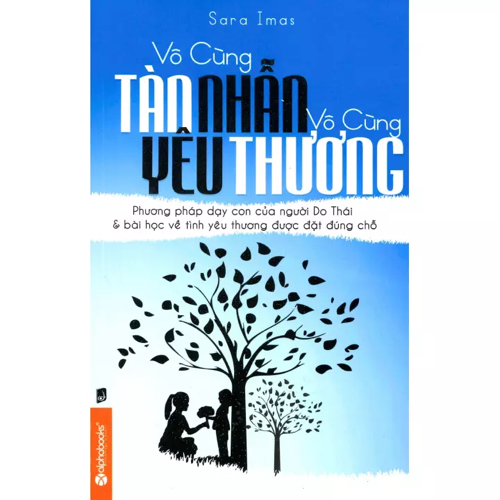 Sara Imas
Vô Cùng
TÀN NHẪN
Vô Cùng
YÊU THƯƠNG
Phương pháp dạy con của người Do Thái
& bài học về tình yêu thương được đặt đúng chỗ
alphabooks